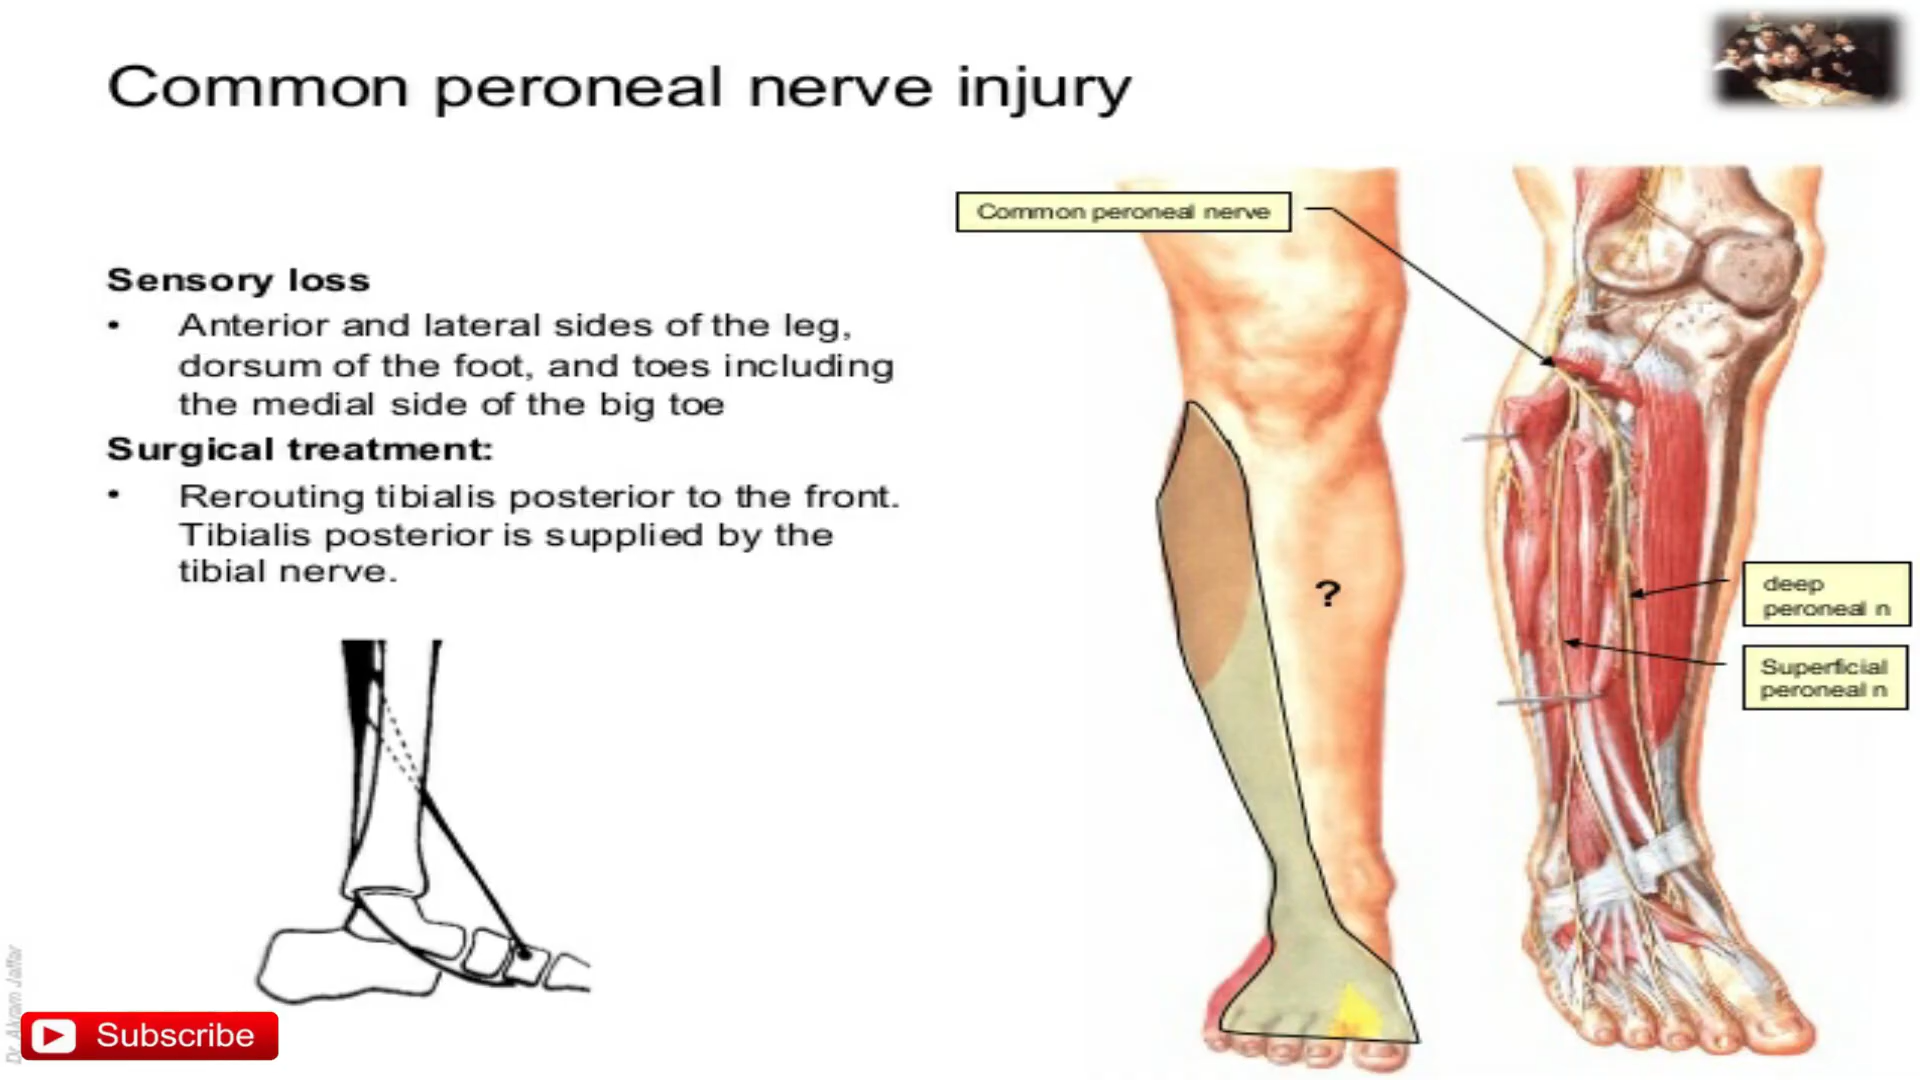 Common peroneal nerve injury
Sensory loss
• Anterior and lateral sides of the leg,
dorsum of the foot, and toes including
the medial side of the big toe
Surgical treatment:
• Rerouting tibialis posterior to the front.
Tibialis posterior is supplied by the
tibial nerve.
Common peroneal nerve
?
deep
peroneal n
Superficial
peroneal n
Dr. Akram Jaffar
Subscribe